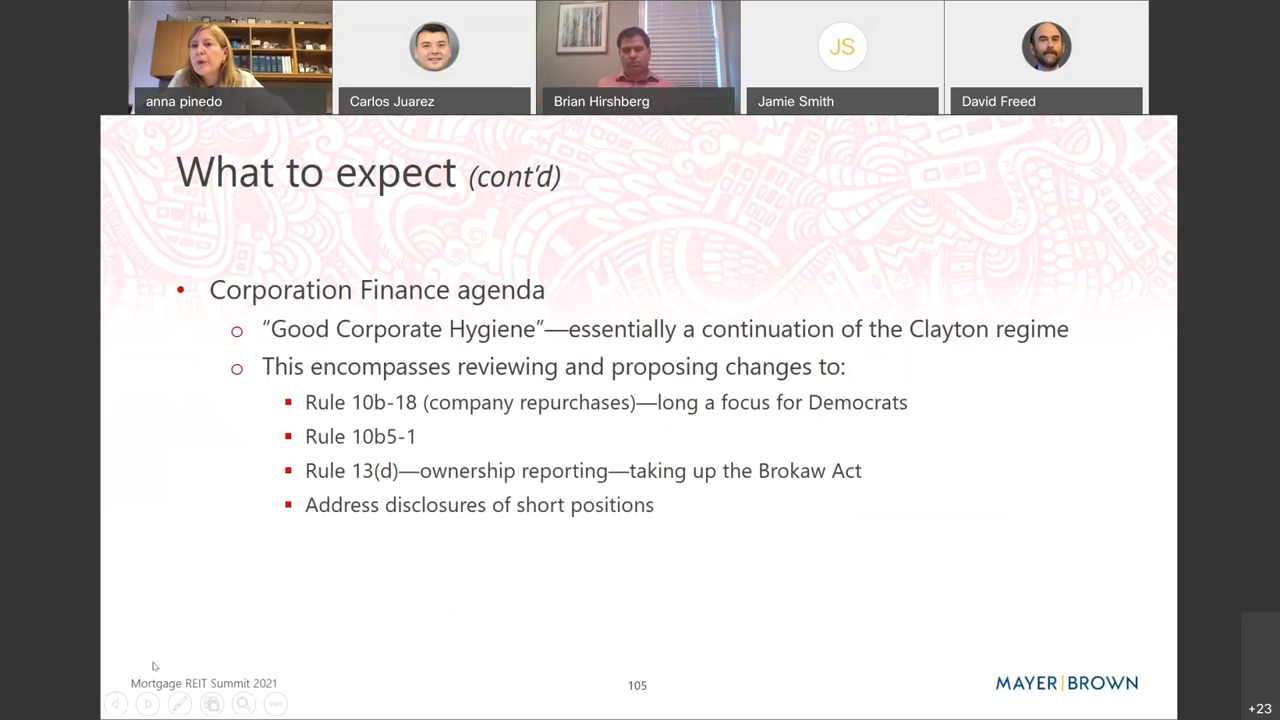 anna pinedo
Carlos Juarez
Brian Hirshberg
JS
Jamie Smith
David Freed
What to expect (cont'd)
• Corporation Finance agenda
o “Good Corporate Hygiene”—essentially a continuation of the Clayton regime
o This encompasses reviewing and proposing changes to:
▪ Rule 10b-18 (company repurchases)—long a focus for Democrats
▪ Rule 10b5-1
▪ Rule 13(d)—ownership reporting—taking up the Brokaw Act
▪ Address disclosures of short positions
Mortgage REIT Summit 2021
105
MAYER|BROWN
+23